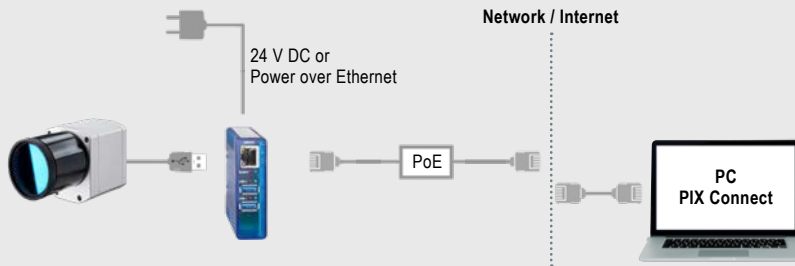 Network / Internet
24 V DC or
Power over Ethernet
PoE
PC
PIX Connect